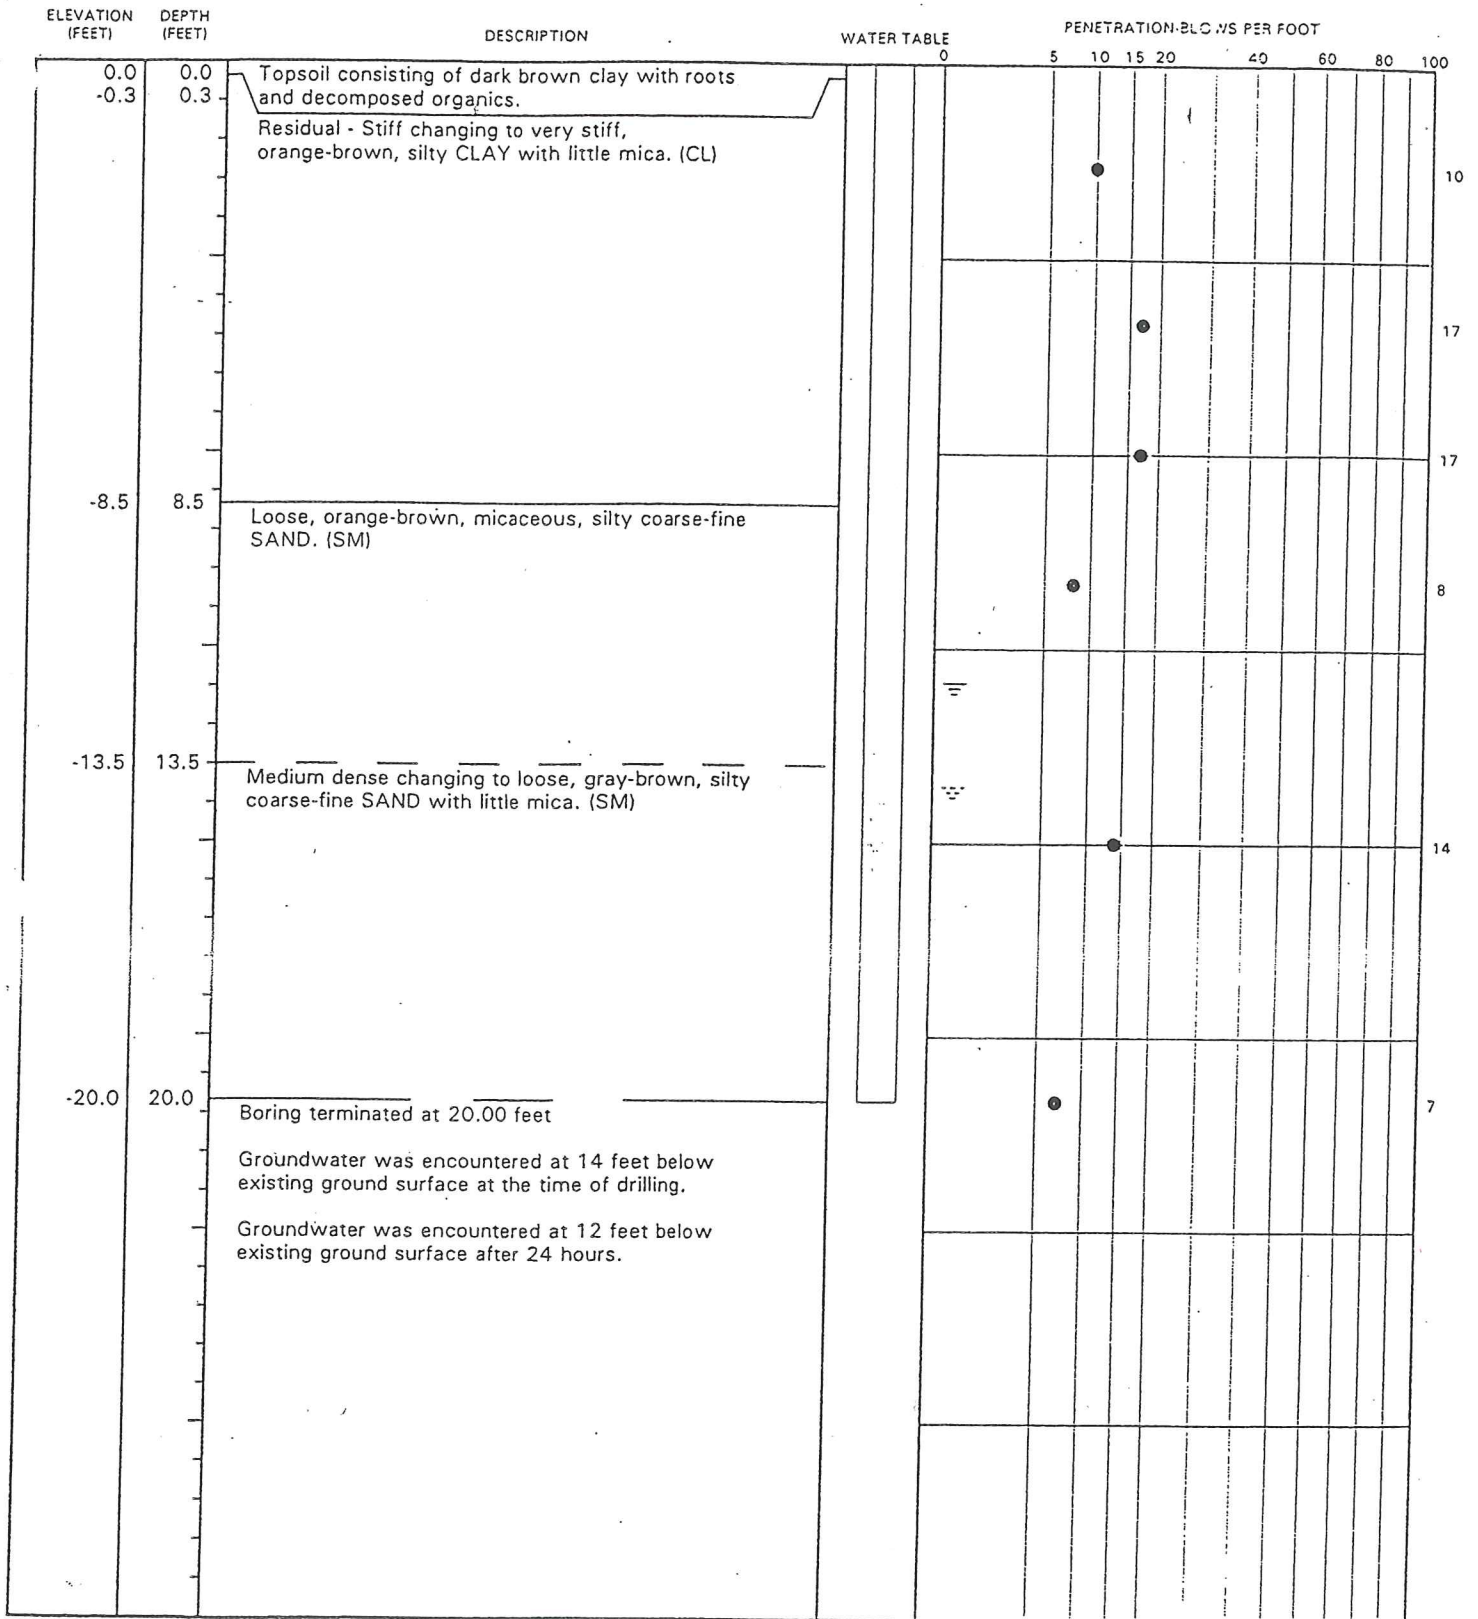 ELEVATION DEPTH
(FEET) (FEET) DESCRIPTION WATER TABLE PENETRATION-BLOWS PER FOOT
0 5 10 15 20 40 60 80 100
0.0 0.0 Topsoil consisting of dark brown clay with roots
-0.3 0.3 and decomposed organics.
Residual - Stiff changing to very stiff,
orange-brown, silty CLAY with little mica. (CL)
10
17
17
-8.5 8.5
Loose, orange-brown, micaceous, silty coarse-fine
SAND. (SM)
8
-13.5 13.5
Medium dense changing to loose, gray-brown, silty
coarse-fine SAND with little mica. (SM)
14
-20.0 20.0
Boring terminated at 20.00 feet
7
Groundwater was encountered at 14 feet below
existing ground surface at the time of drilling.
Groundwater was encountered at 12 feet below
existing ground surface after 24 hours.